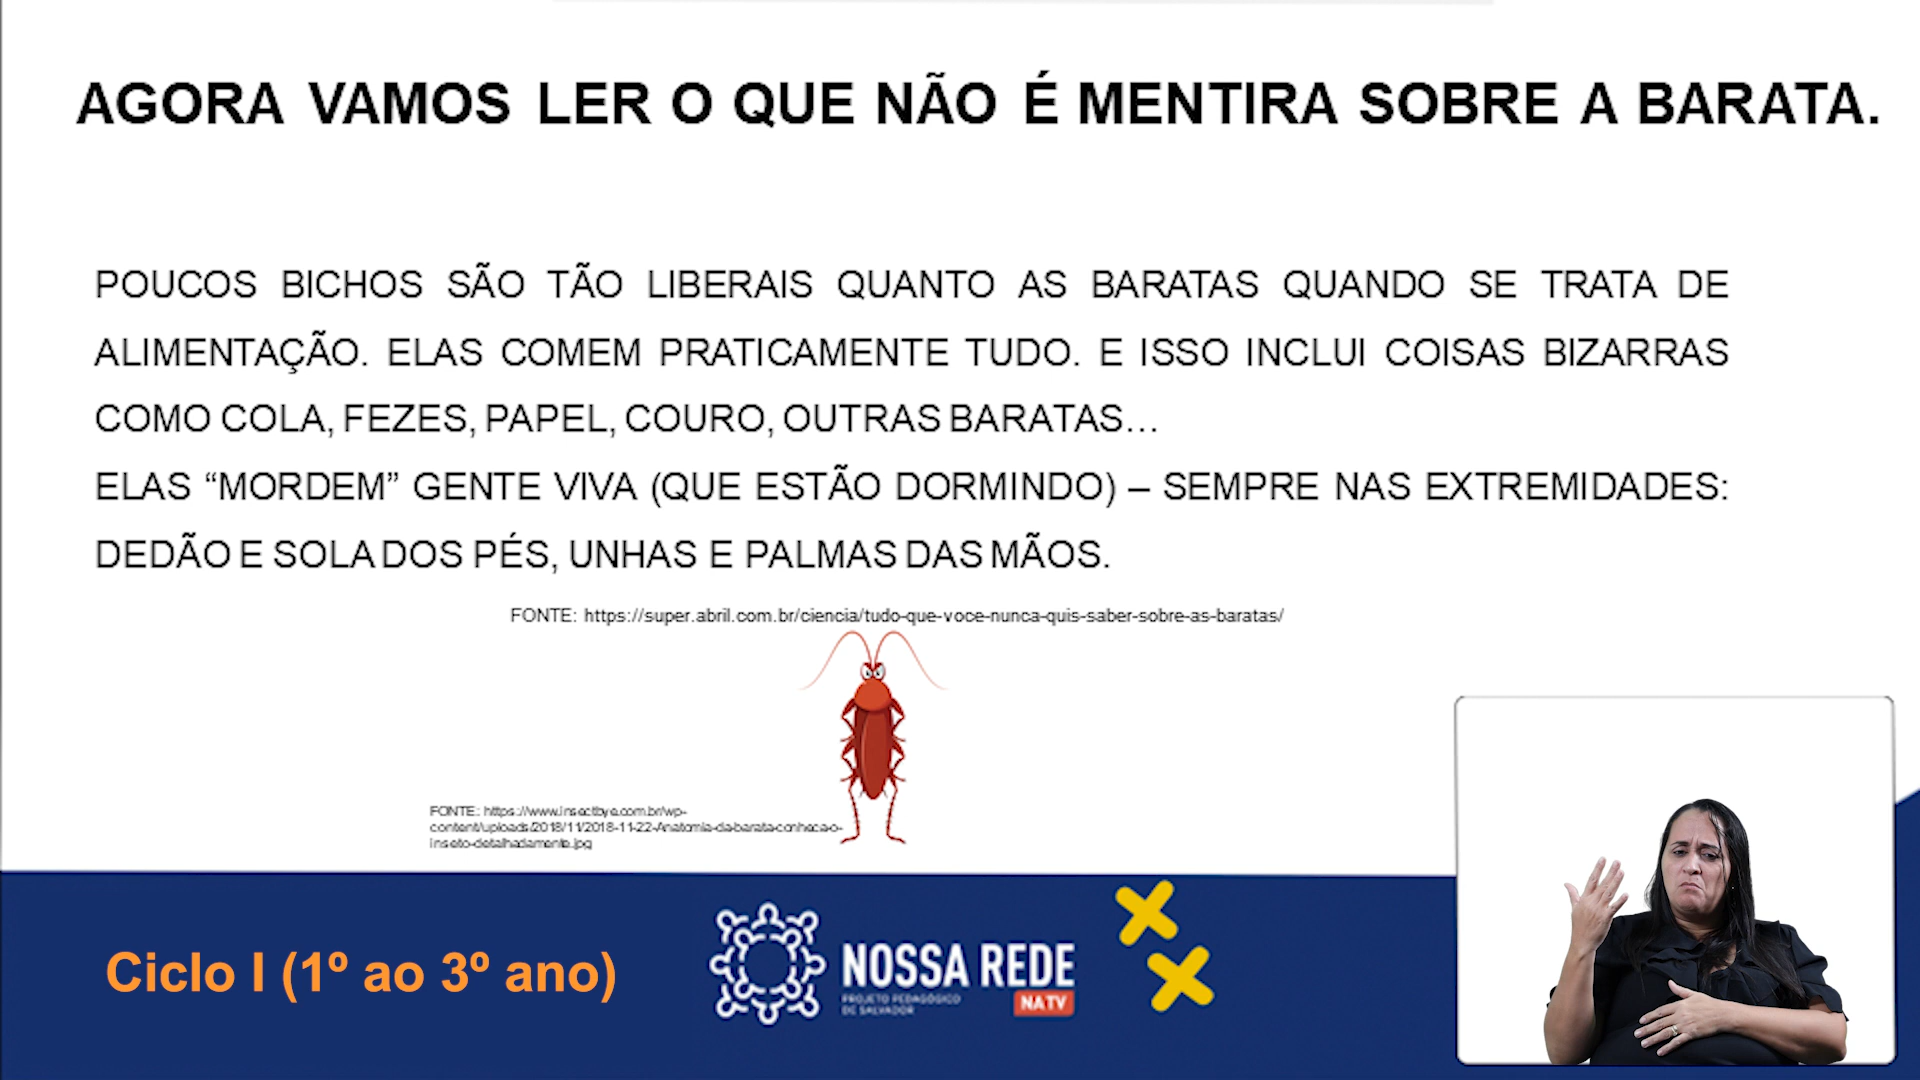 AGORA VAMOS LER O QUE NÃO É MENTIRA SOBRE A BARATA.
POUCOS BICHOS SÃO TÃO LIBERAIS QUANTO AS BARATAS QUANDO SE TRATA DE
ALIMENTAÇÃO. ELAS COMEM PRATICAMENTE TUDO. E ISSO INCLUI COISAS BIZARRAS
COMO COLA, FEZES, PAPEL, COURO, OUTRAS BARATAS...
ELAS “MORDEM” GENTE VIVA (QUE ESTÃO DORMINDO) – SEMPRE NAS EXTREMIDADES:
DEDÃO E SOLA DOS PÉS, UNHAS E PALMAS DAS MÃOS.
FONTE: https://super.abril.com.br/ciencia/tudo-que-voce-nunca-quis-saber-sobre-as-baratas/
FONTE: https://www.insectbye.com.br/wp-
content/uploads/2018/11/2018-11-22-Anatomia-da-barata-conheca-o-
inseto-detalhadamente.jpg
Ciclo I (1º ao 3º ano)
NOSSA REDE
PROJETO PEDAGÓGICO
DE SALVADOR
NA TV